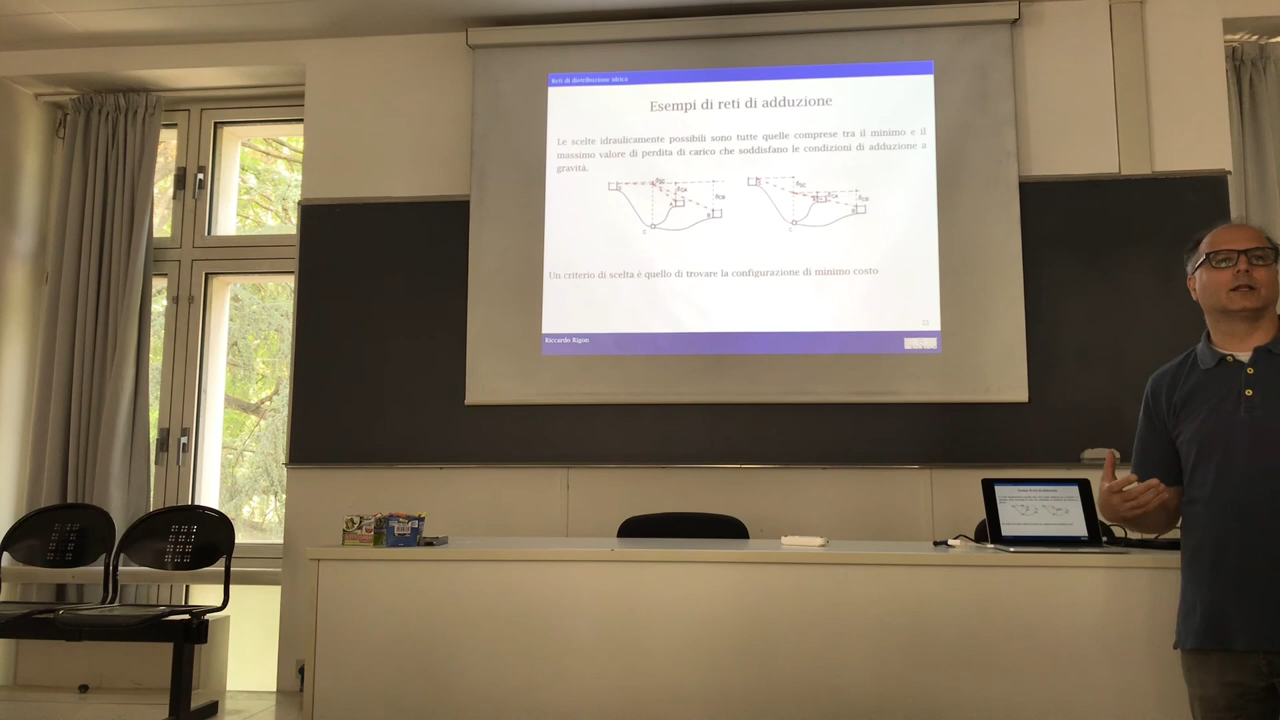 Reti di distribuzione idrica
Esempi di reti di adduzione
Le scelte idraulicamente possibili sono tutte quelle comprese tra il minimo e il
massimo valore di perdita di carico che soddisfano le condizioni di adduzione a
gravità.
Un criterio di scelta è quello di trovare la configurazione di minimo costo
23
Riccardo Rigon